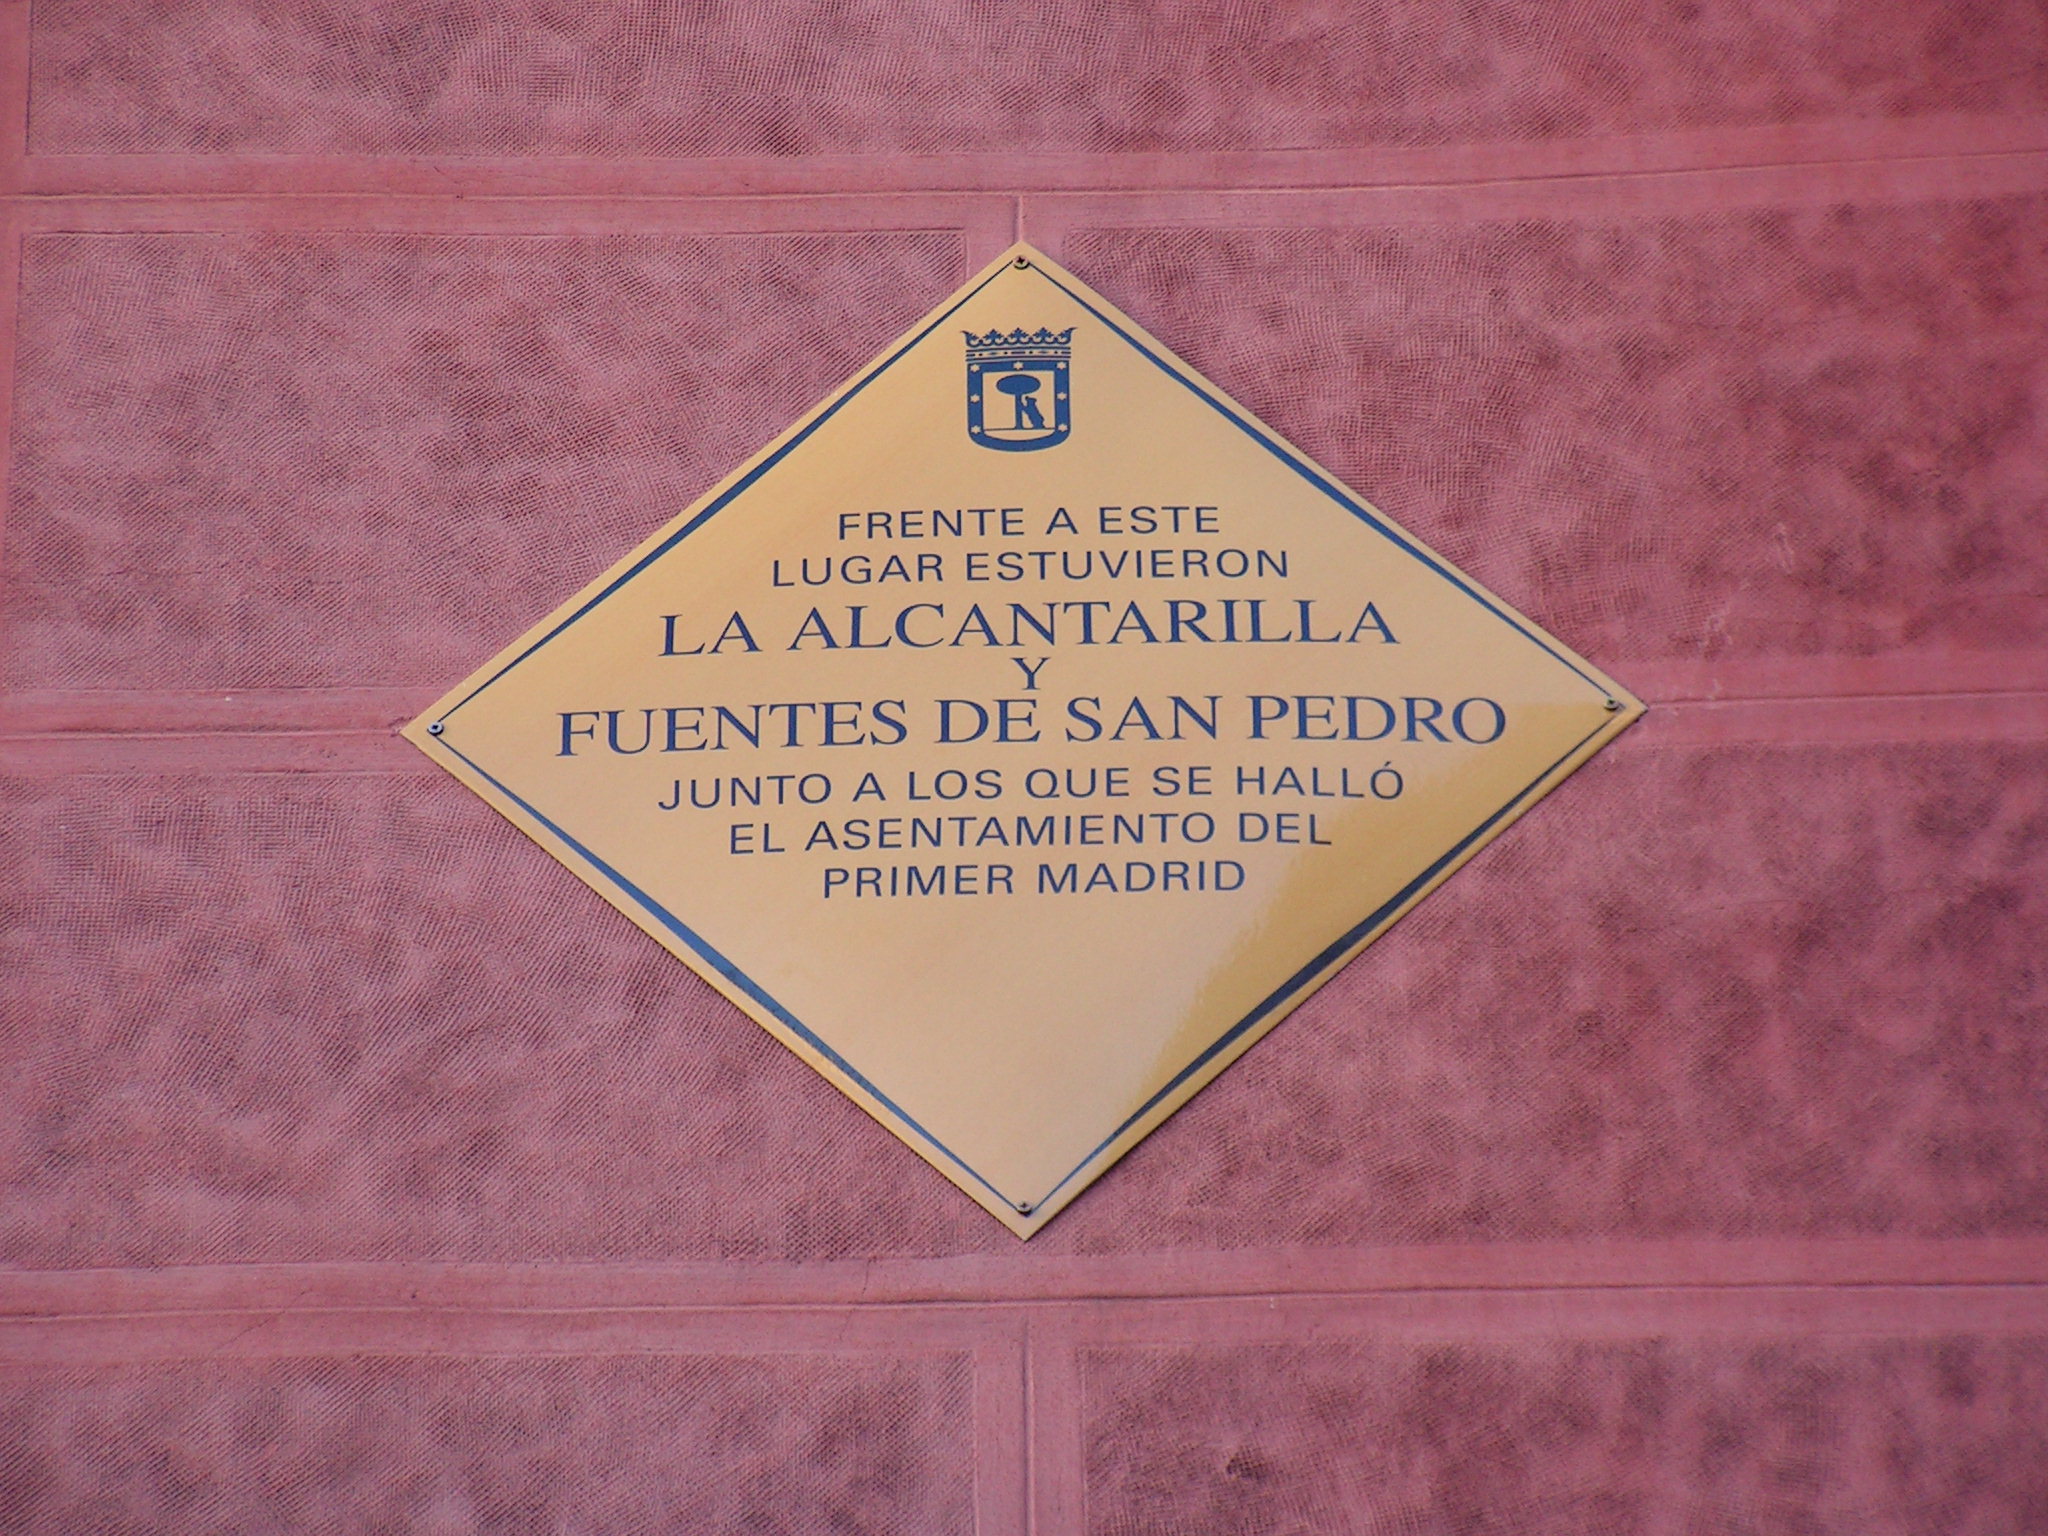 FRENTE A ESTE
LUGAR ESTUVIERON
LA ALCANTARILLA
Y
FUENTES DE SAN PEDRO
JUNTO A LOS QUE SE HALLÓ
EL ASENTAMIENTO DEL
PRIMER MADRID